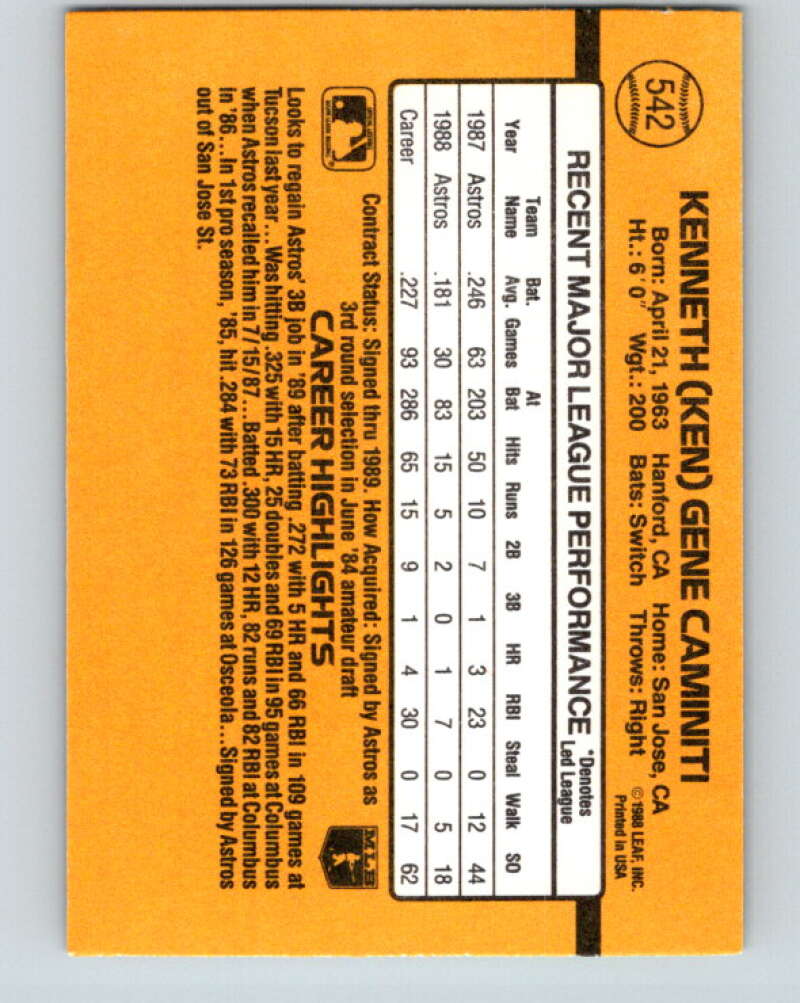 542
KENNETH (KEN) GENE CAMINITI
Born: April 21, 1963 Hanford, CA Home: San Jose, CA
Ht.: 6' 0" Wgt.: 200 Bats: Switch Throws: Right
©1988 LEAF, INC.
Printed in USA
RECENT MAJOR LEAGUE PERFORMANCE
*Denotes
Led League
Year Team Name Bat. Avg. Games At Bat Hits Runs 2B 3B HR RBI Steal Walk SO
1987 Astros .246 63 203 50 10 7 1 3 23 0 12 44
1988 Astros .181 30 83 15 5 2 0 1 7 0 5 18
Career .227 93 286 65 15 9 1 4 30 0 17 62
Contract Status: Signed thru 1989. How Acquired: Signed by Astros as
3rd round selection in June '84 amateur draft
MLB
CAREER HIGHLIGHTS
Looks to regain Astros' 3B job in '89 after batting .272 with 5 HR and 66 RBI in 109 games at
Tucson last year... Was hitting .325 with 15 HR, 25 doubles and 69 RBI in 95 games at Columbus
when Astros recalled him in 7/15/87... Batted .300 with 12 HR, 82 runs and 82 RBI at Columbus
in '86... In 1st pro season, '85, hit .284 with 73 RBI in 126 games at Osceola... Signed by Astros
out of San Jose St.